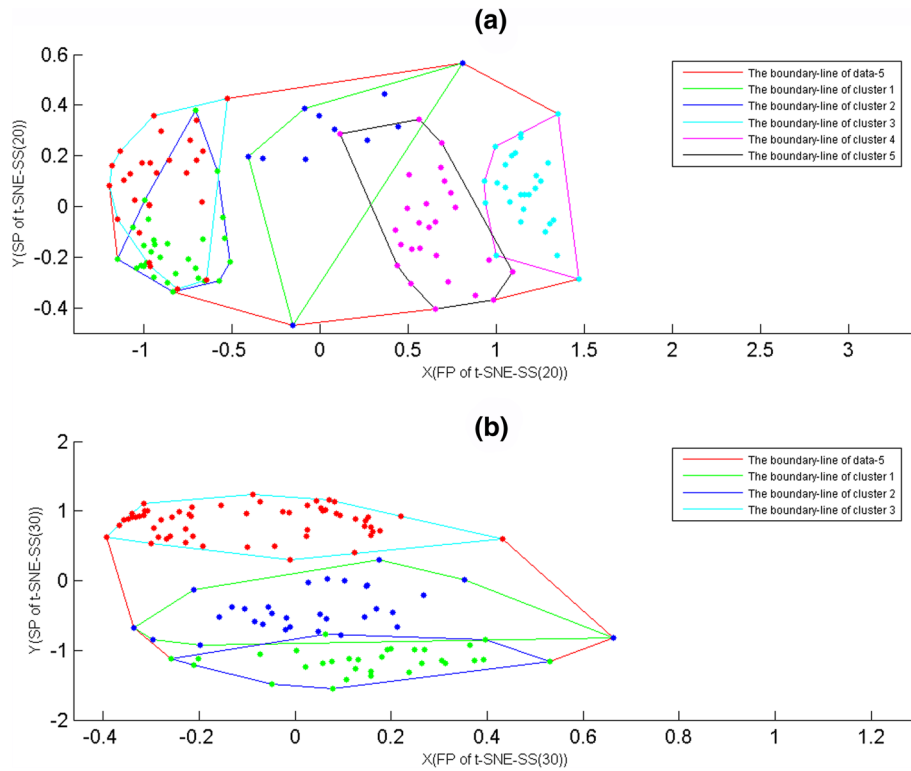 (a)
Y(SP of t-SNE-SS(20))
0.6
0.4
0.2
0
-0.2
-0.4
The boundary-line of data-5
The boundary-line of cluster 1
The boundary-line of cluster 2
The boundary-line of cluster 3
The boundary-line of cluster 4
The boundary-line of cluster 5
-1 -0.5 0 0.5 1 1.5 2 2.5 3
X(FP of t-SNE-SS(20))
(b)
Y(SP of t-SNE-SS(30))
2
1
0
-1
-2
The boundary-line of data-5
The boundary-line of cluster 1
The boundary-line of cluster 2
The boundary-line of cluster 3
-0.4 -0.2 0 0.2 0.4 0.6 0.8 1 1.2
X(FP of t-SNE-SS(30))